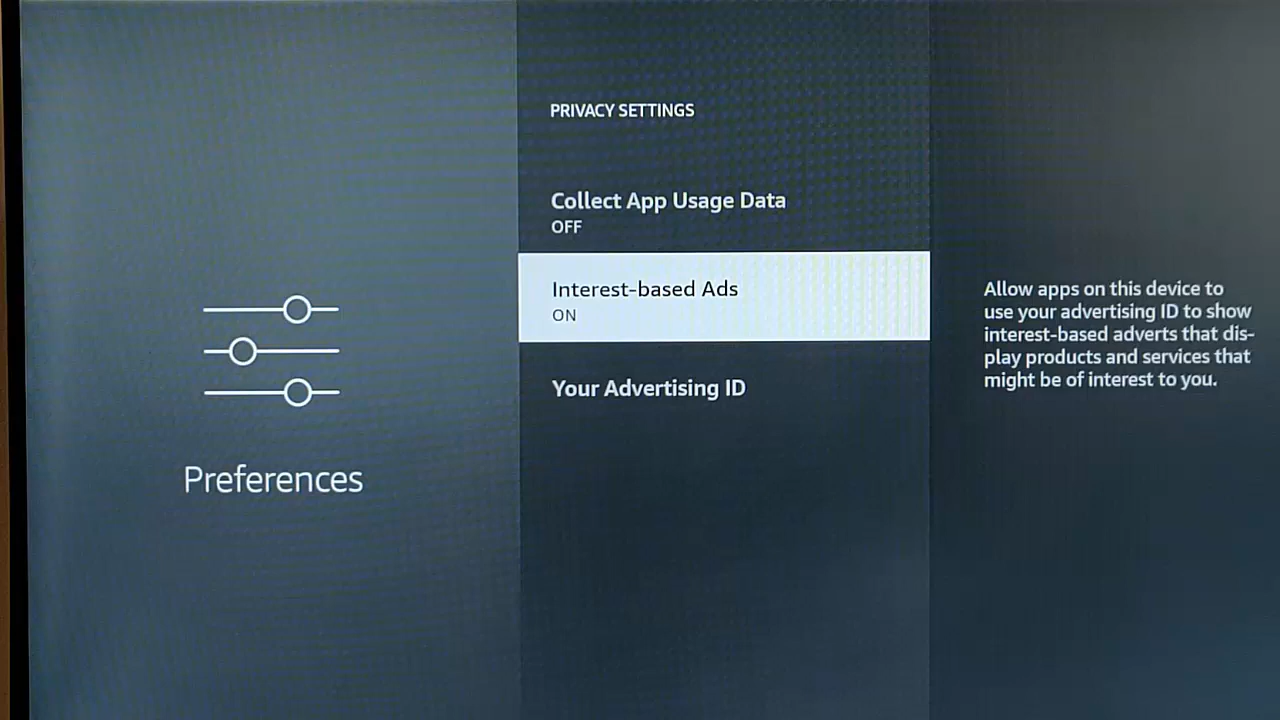 PRIVACY SETTINGS
Collect App Usage Data
OFF
Interest-based Ads
ON
Your Advertising ID
Preferences
Allow apps on this device to
use your advertising ID to show
interest-based adverts that dis-
play products and services that
might be of interest to you.